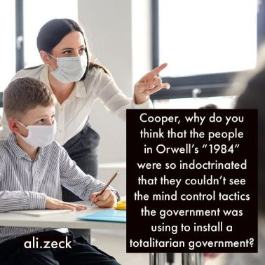 Cooper, why do you
think that the people
in Orwell's "1984"
were so indoctrinated
that they couldn't see
the mind control tactics
the government was
using to install a
totalitarian government?
ali.zeck